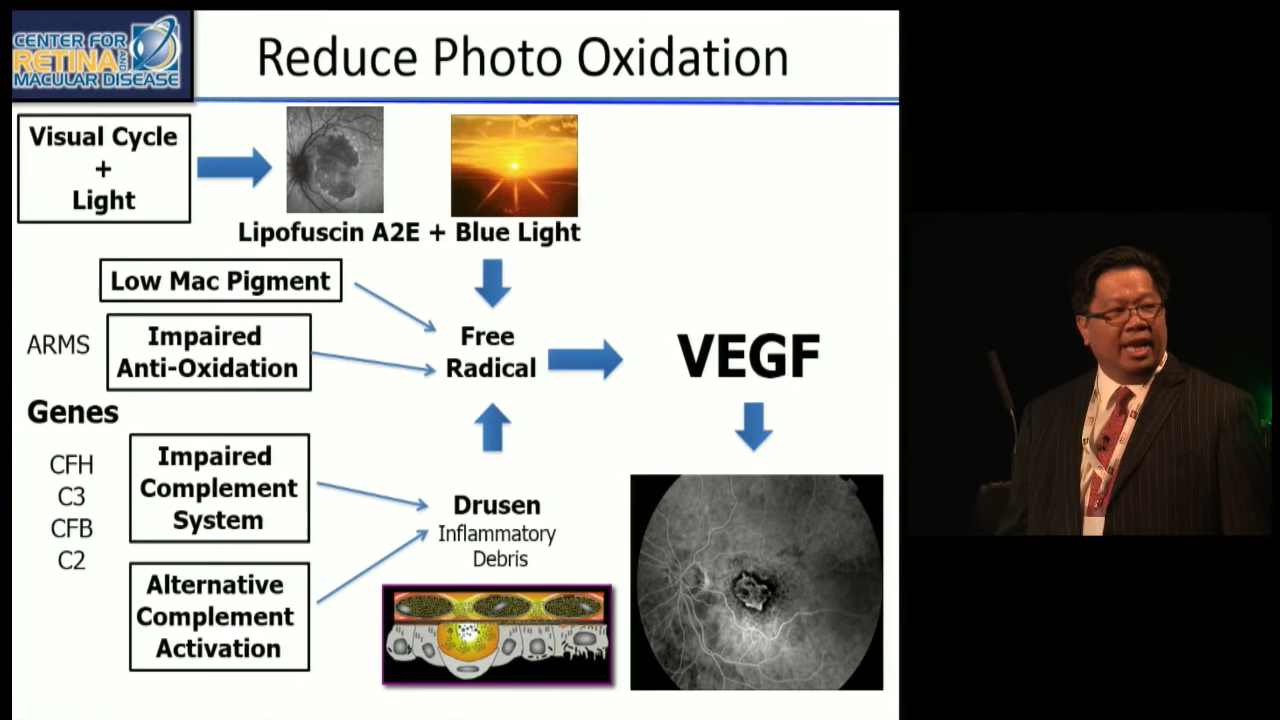 CENTER FOR
RETINA AND
MACULAR DISEASE
Reduce Photo Oxidation
Visual Cycle
+
Light
Lipofuscin A2E + Blue Light
Low Mac Pigment
ARMS
Impaired
Anti-Oxidation
Free
Radical
VEGF
Genes
CFH
C3
CFB
C2
Impaired
Complement
System
Drusen
Inflammatory
Debris
Alternative
Complement
Activation